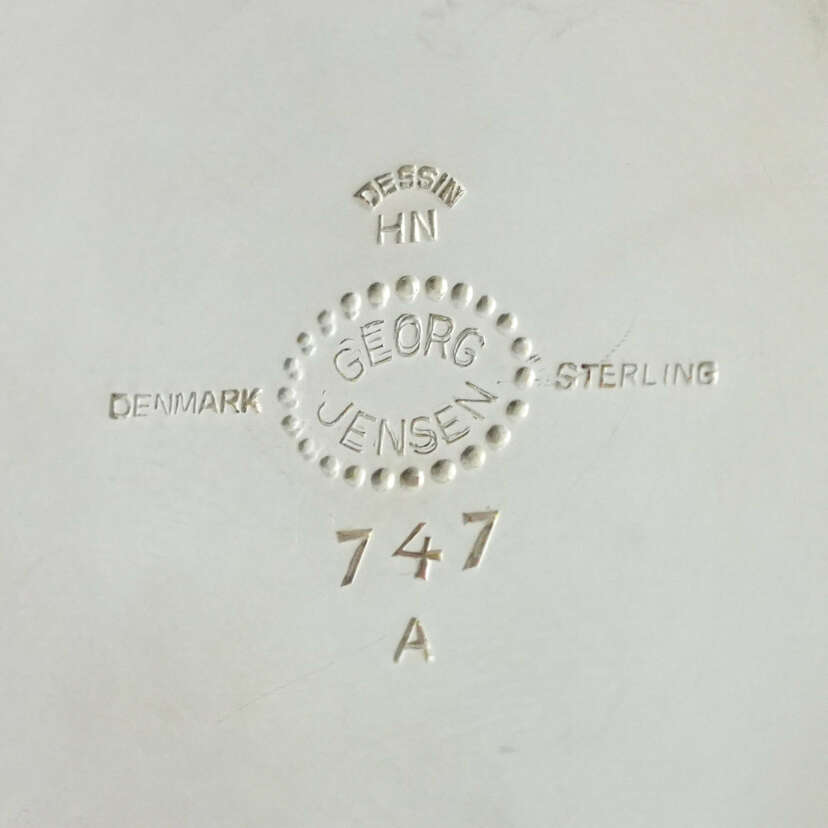 DESSIN
HN
GEORG
DENMARK STERLING
JENSEN
747
A